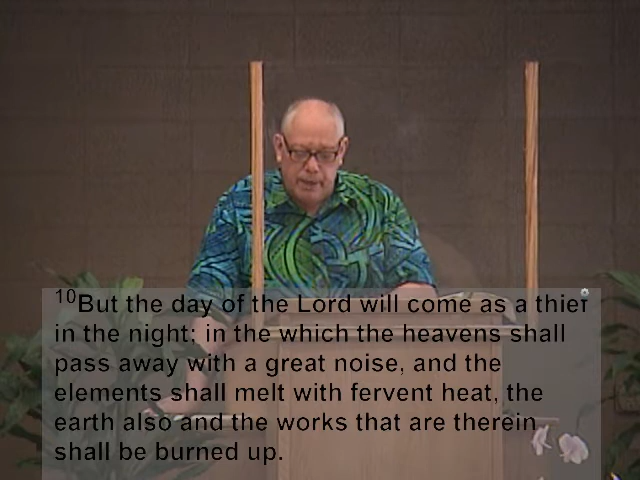 10But the day of the Lord will come as a thief
in the night; in the which the heavens shall
pass away with a great noise, and the
elements shall melt with fervent heat, the
earth also and the works that are therein
shall be burned up.